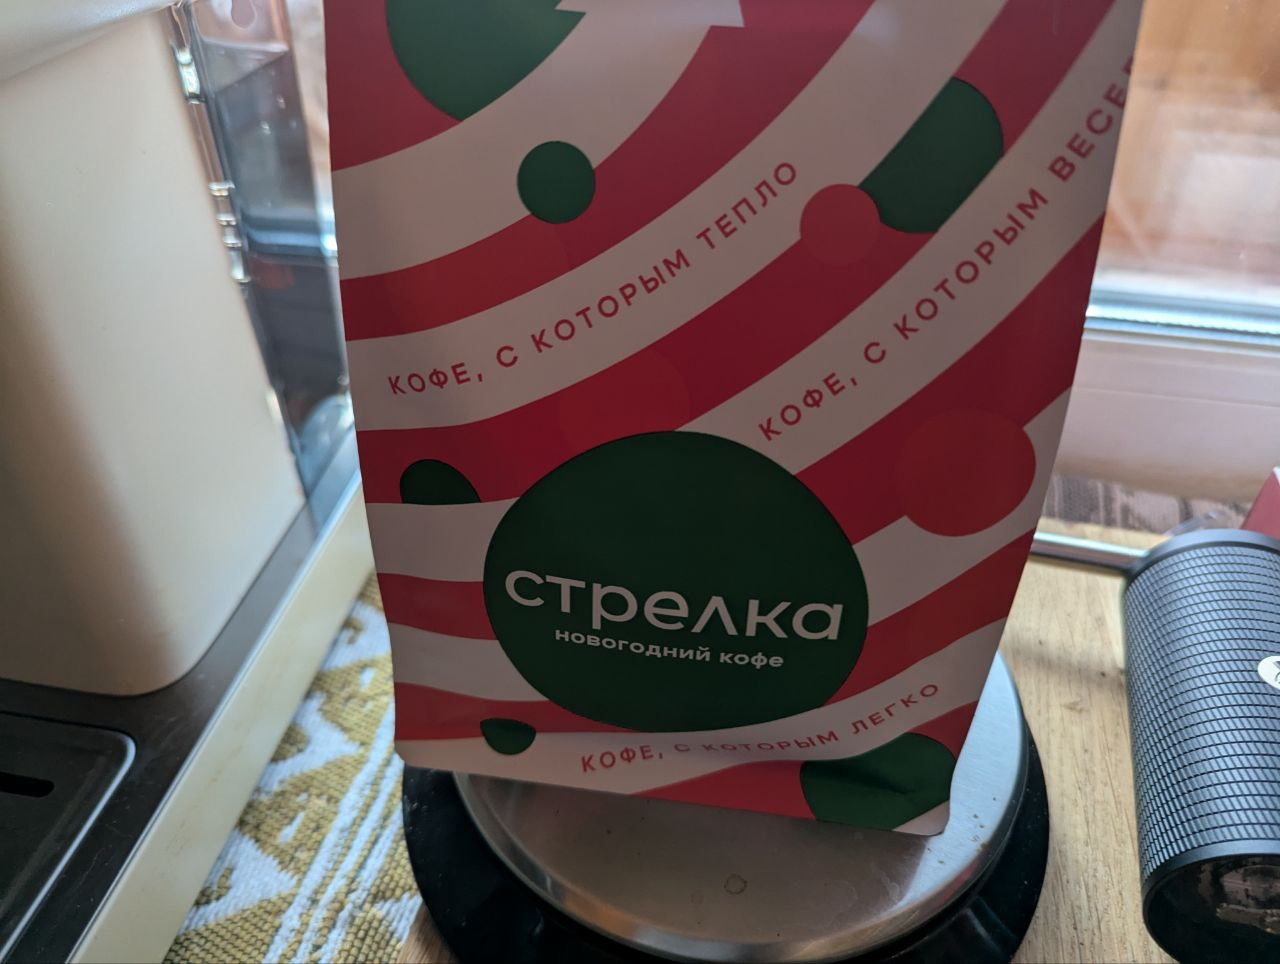 КОФЕ, С КОТОРЫМ ТЕПЛО
КОФЕ, С КОТОРЫМ
стрелка
новогодний кофе
КОФЕ, С КОТОРЫМ ЛЕГКО